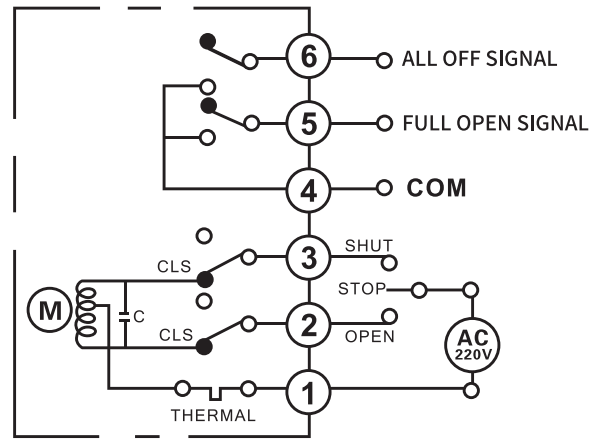 6 ALL OFF SIGNAL
5 FULL OPEN SIGNAL
4 COM
3 SHUT
CLS
STOP
M
C
2 OPEN
CLS
AC
220V
1
THERMAL